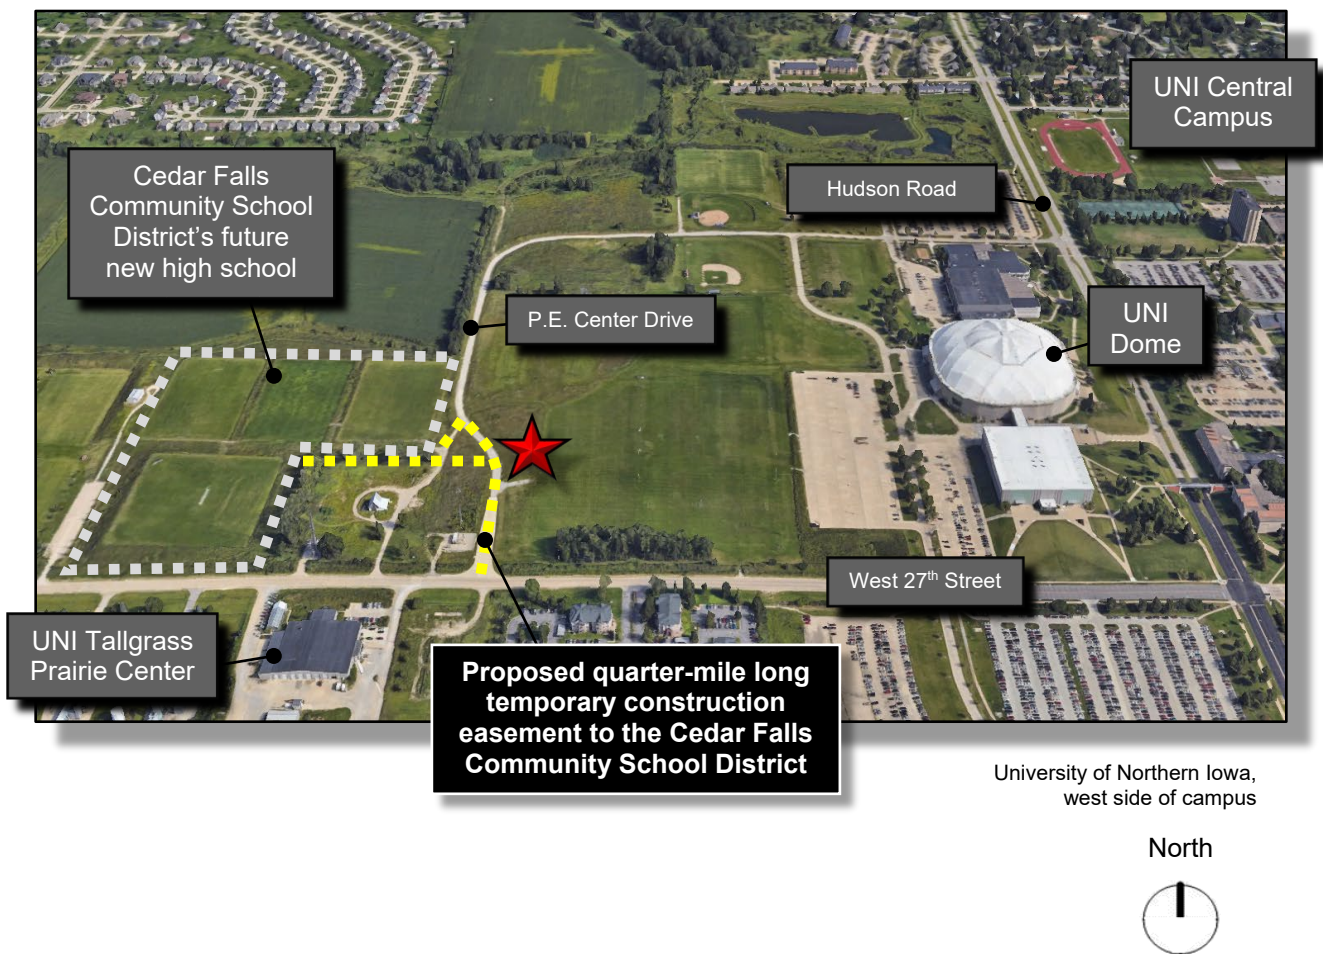 UNI Central
Campus
Cedar Falls
Community School
District’s future
new high school
Hudson Road
P.E. Center Drive
UNI
Dome
West 27th Street
UNI Tallgrass
Prairie Center
Proposed quarter-mile long
temporary construction
easement to the Cedar Falls
Community School District
University of Northern Iowa,
west side of campus
North